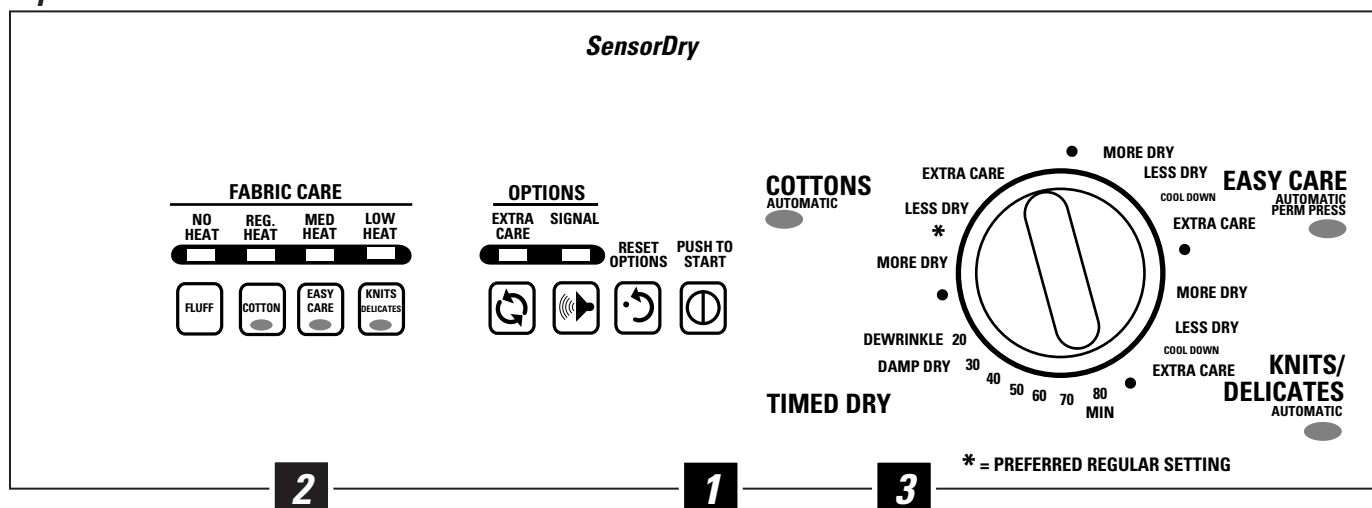 SensorDry
FABRIC CARE
NO HEAT
REG. HEAT
MED HEAT
LOW HEAT
FLUFF
COTTON
EASY CARE
KNITS DELICATES
OPTIONS
EXTRA CARE
SIGNAL
RESET OPTIONS
PUSH TO START
COTTONS
AUTOMATIC
EXTRA CARE
LESS DRY
*
MORE DRY
MORE DRY
LESS DRY
COOL DOWN
EXTRA CARE
EASY CARE
AUTOMATIC
PERM PRESS
MORE DRY
LESS DRY
COOL DOWN
EXTRA CARE
KNITS/
DELICATES
AUTOMATIC
DEWRINKLE 20
DAMP DRY 30
40
50
60
70
80
MIN
TIMED DRY
* = PREFERRED REGULAR SETTING
2
1
3